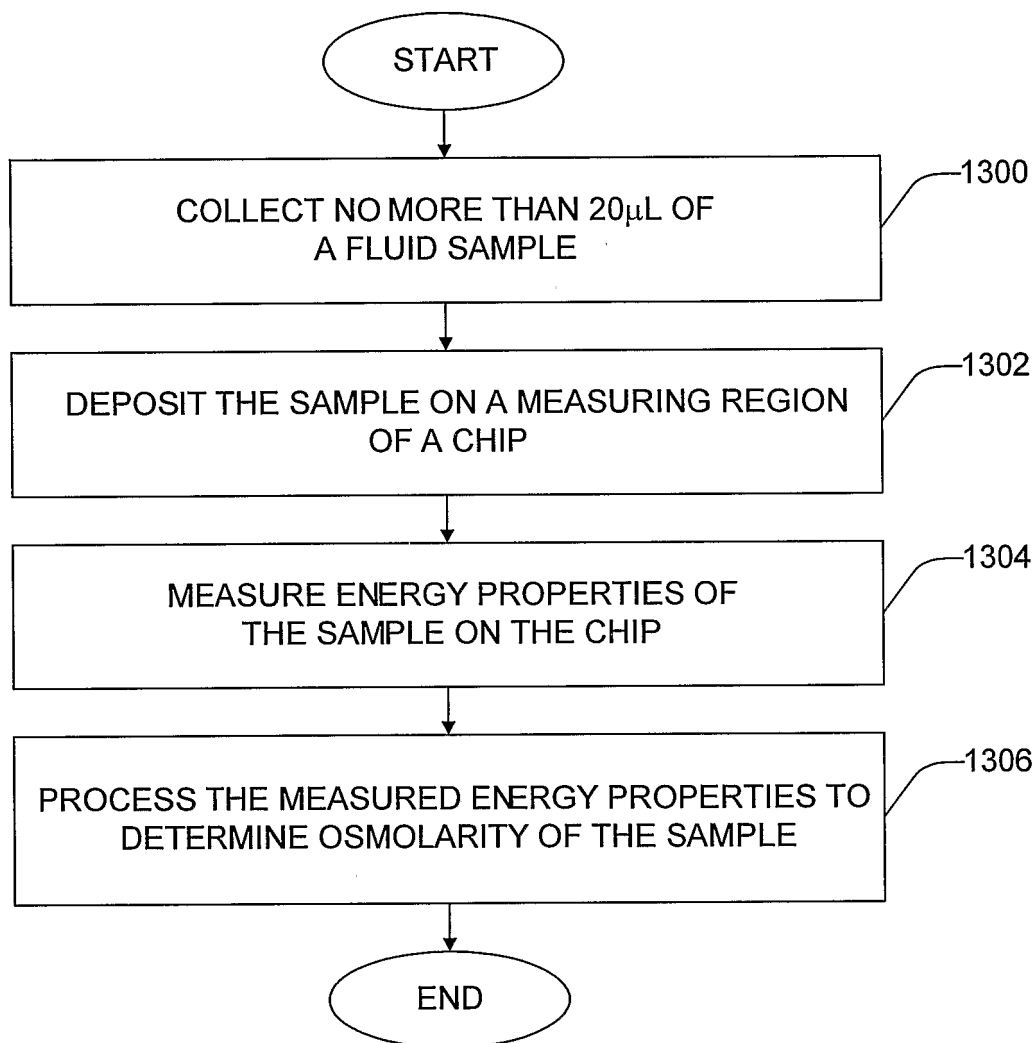 START
1300
COLLECT NO MORE THAN 20μL OF
A FLUID SAMPLE
1302
DEPOSIT THE SAMPLE ON A MEASURING REGION
OF A CHIP
1304
MEASURE ENERGY PROPERTIES OF
THE SAMPLE ON THE CHIP
1306
PROCESS THE MEASURED ENERGY PROPERTIES TO
DETERMINE OSMOLARITY OF THE SAMPLE
END